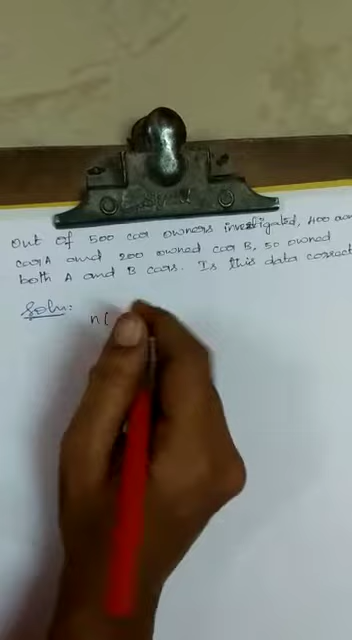 Out of 500 car owners investigated, 400
car A and 200 owned car B, 50 owned
both A and B cars. Is this data correct
Soln:
n(